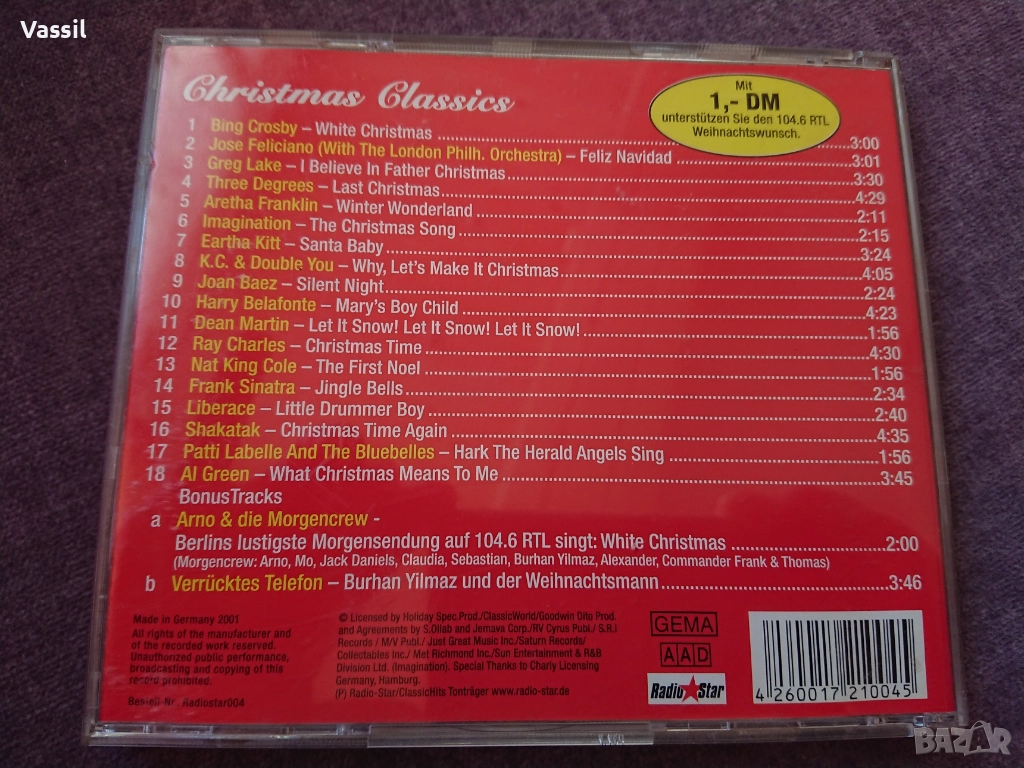 Vassil
Christmas Classics
Mit
1,- DM
unterstützen Sie den 104.6 RTL
Weihnachtswunsch.
1 Bing Crosby – White Christmas 3:00
2 Jose Feliciano (With The London Philh. Orchestra) – Feliz Navidad 3:01
3 Greg Lake – I Believe In Father Christmas 3:30
4 Three Degrees – Last Christmas 4:29
5 Aretha Franklin – Winter Wonderland 2:11
6 Imagination – The Christmas Song 2:15
7 Eartha Kitt – Santa Baby 3:24
8 K.C. & Double You – Why, Let's Make It Christmas 4:05
9 Joan Baez – Silent Night 2:24
10 Harry Belafonte – Mary's Boy Child 4:23
11 Dean Martin – Let It Snow! Let It Snow! Let It Snow! 1:56
12 Ray Charles – Christmas Time 4:30
13 Nat King Cole – The First Noel 1:56
14 Frank Sinatra – Jingle Bells 2:34
15 Liberace – Little Drummer Boy 2:40
16 Shakatak – Christmas Time Again 4:35
17 Patti Labelle And The Bluebelles – Hark The Herald Angels Sing 1:56
18 Al Green – What Christmas Means To Me 3:45
BonusTracks
a Arno & die Morgencrew -
Berlins lustigste Morgensendung auf 104.6 RTL singt: White Christmas 2:00
(Morgencrew: Arno, Mo, Jack Daniels, Claudia, Sebastian, Burhan Yilmaz, Alexander, Commander Frank & Thomas)
b Verrücktes Telefon – Burhan Yilmaz und der Weihnachtsmann 3:46
Made in Germany 2001
All rights of the manufacturer and
of the recorded work reserved.
Unauthorized public performance,
broadcasting and copying of this
record prohibited.
Bestell-Nr. Radiostar004
© Licensed by Holiday Spec.Prod./ClassicWorld/Goodwin Oito Prod.
and Agreements by S.Ollab and Jemava Corp./RV Cyrus Publ./ S.R.I
Records / M/V Publ./ Just Great Music Inc./Saturn Records/
Collectables Inc./ Met Richmond Inc./Sun Entertainment & R&B
Division Ltd. (Imagination). Special Thanks to Charly Licensing
Germany, Hamburg.
(P) Radio-Star/ClassicHits Tonträger www.radio-star.de
GEMA
AAD
Radio Star
4 260017 210045
BAZAR